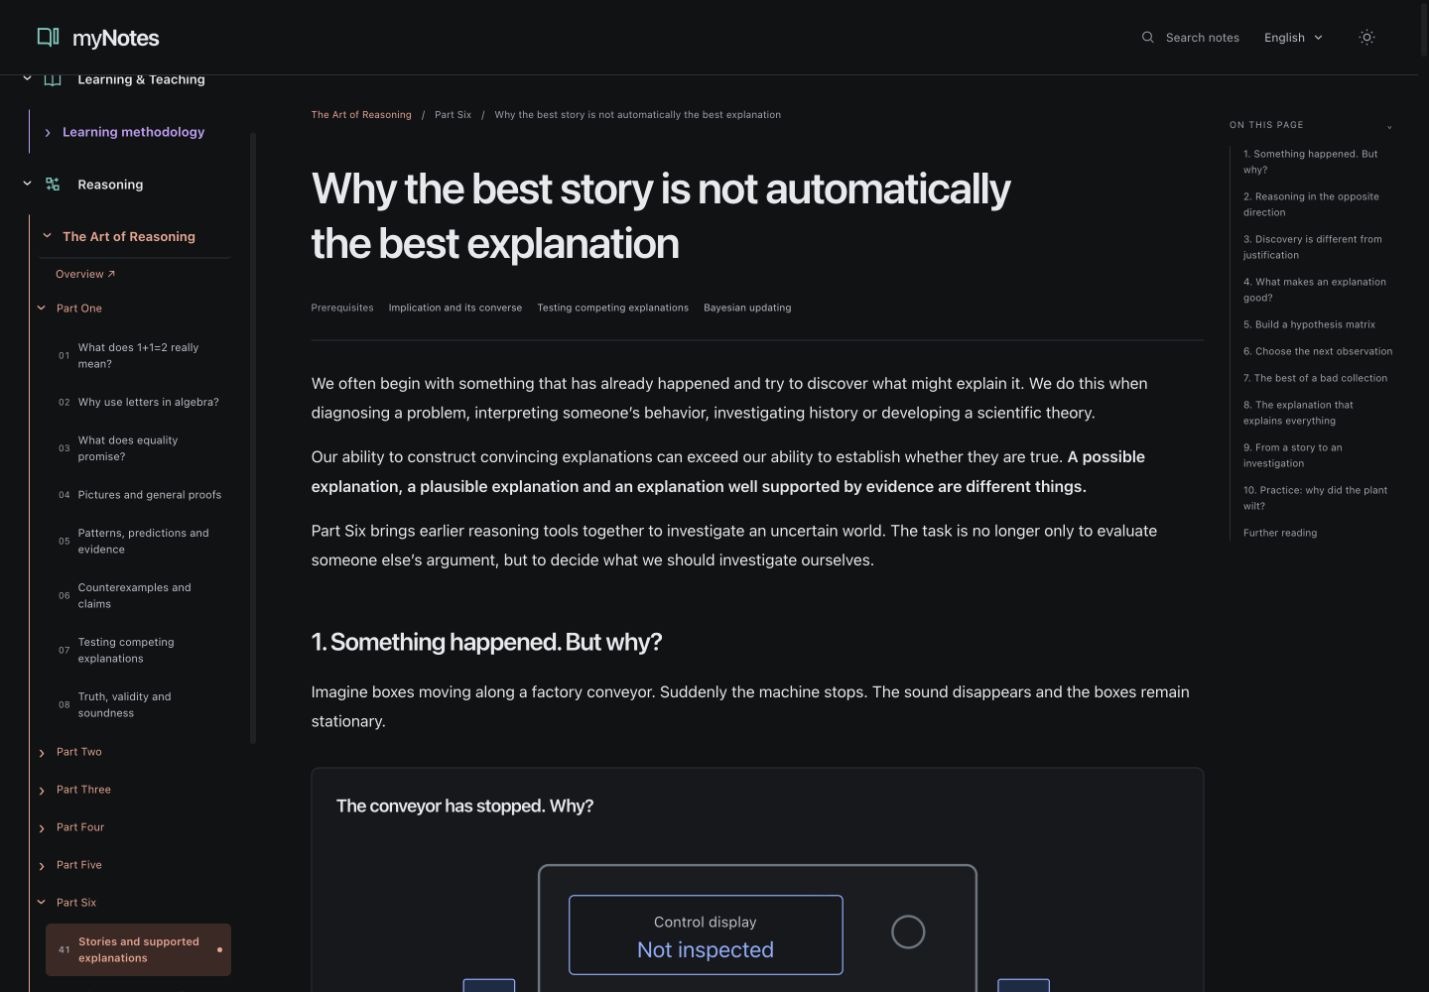 myNotes
Search notes
English
Learning & Teaching
Learning methodology
Reasoning
The Art of Reasoning
Overview ↗
Part One
01 What does 1+1=2 really
mean?
02 Why use letters in algebra?
03 What does equality
promise?
04 Pictures and general proofs
05 Patterns, predictions and
evidence
06 Counterexamples and
claims
07 Testing competing
explanations
08 Truth, validity and
soundness
Part Two
Part Three
Part Four
Part Five
Part Six
41 Stories and supported
explanations
The Art of Reasoning / Part Six / Why the best story is not automatically the best explanation
Why the best story is not automatically
the best explanation
Prerequisites Implication and its converse Testing competing explanations Bayesian updating
We often begin with something that has already happened and try to discover what might explain it. We do this when
diagnosing a problem, interpreting someone’s behavior, investigating history or developing a scientific theory.
Our ability to construct convincing explanations can exceed our ability to establish whether they are true. A possible
explanation, a plausible explanation and an explanation well supported by evidence are different things.
Part Six brings earlier reasoning tools together to investigate an uncertain world. The task is no longer only to evaluate
someone else’s argument, but to decide what we should investigate ourselves.
1. Something happened. But why?
Imagine boxes moving along a factory conveyor. Suddenly the machine stops. The sound disappears and the boxes remain
stationary.
The conveyor has stopped. Why?
Control display
Not inspected
ON THIS PAGE
1. Something happened. But
why?
2. Reasoning in the opposite
direction
3. Discovery is different from
justification
4. What makes an explanation
good?
5. Build a hypothesis matrix
6. Choose the next observation
7. The best of a bad collection
8. The explanation that
explains everything
9. From a story to an
investigation
10. Practice: why did the plant
wilt?
Further reading